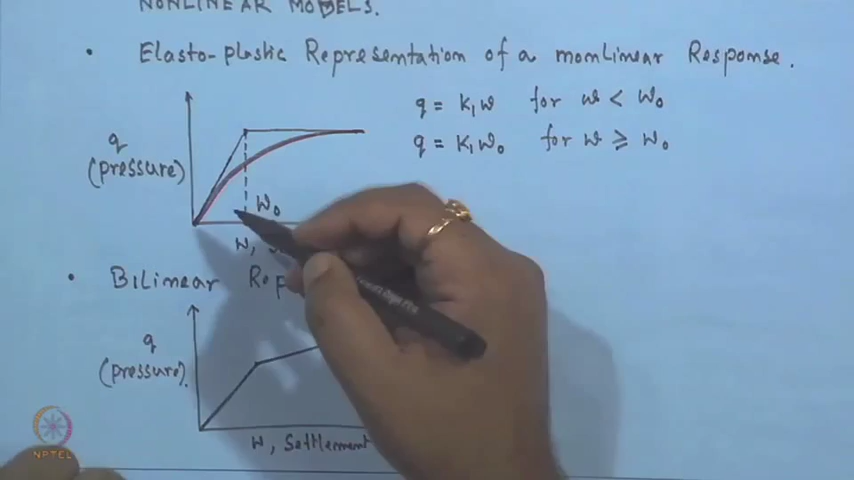 NONLINEAR MODELS.
• Elasto-plastic Representation of a nonlinear Response.
q = k₁w for w < w₀
q = k₁w₀ for w ≥ w₀
q
(pressure)
w₀
w,
• Bilinear
q
(pressure)
w, Settlement
NPTEL